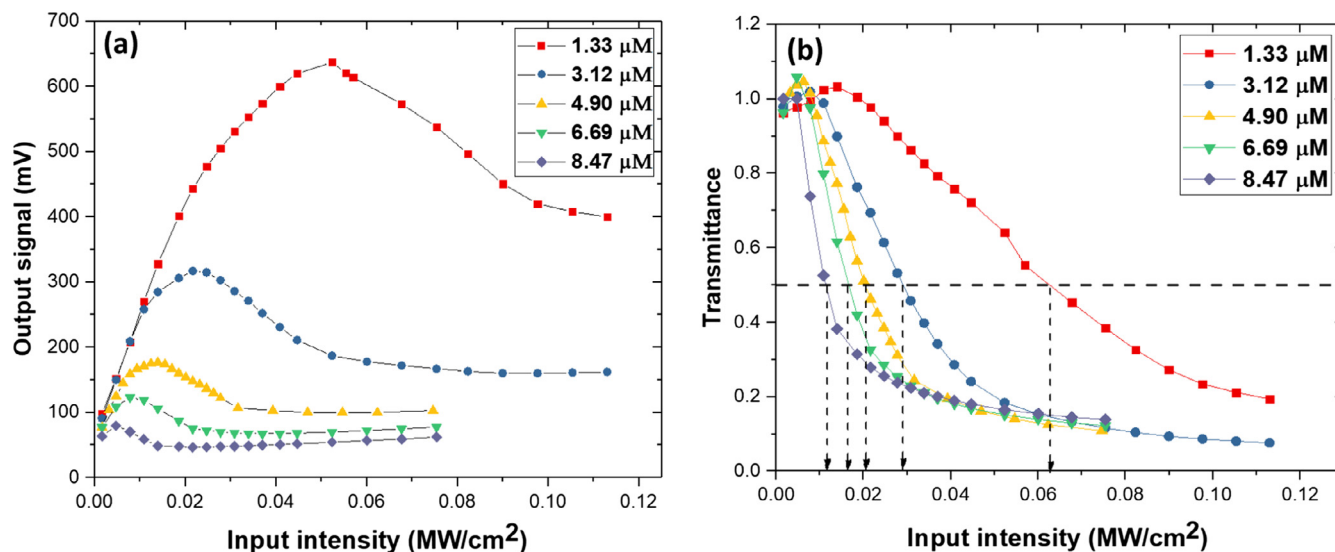 (a)
700
600
500
400
300
200
100
0
0.00 0.02 0.04 0.06 0.08 0.10 0.12
Output signal (mV)
Input intensity (MW/cm²)
1.33 μM
3.12 μM
4.90 μM
6.69 μM
8.47 μM
(b)
1.2
1.0
0.8
0.6
0.4
0.2
0.0
0.00 0.02 0.04 0.06 0.08 0.10 0.12
Transmittance
Input intensity (MW/cm²)
1.33 μM
3.12 μM
4.90 μM
6.69 μM
8.47 μM